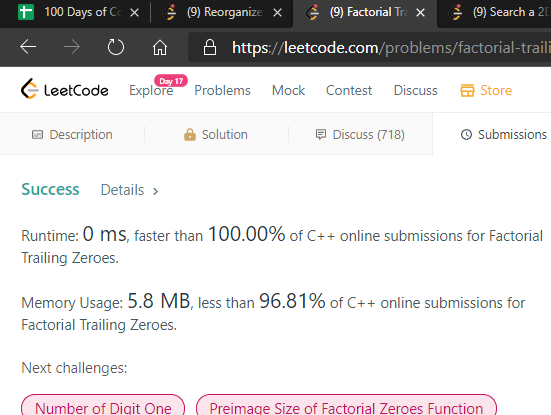 100 Days of Co
(9) Reorganize
(9) Factorial Tra
(9) Search a 2D
https://leetcode.com/problems/factorial-traili
LeetCode Explore Day 17 Problems Mock Contest Discuss Store
Description Solution Discuss (718) Submissions
Success Details >
Runtime: 0 ms, faster than 100.00% of C++ online submissions for Factorial
Trailing Zeroes.
Memory Usage: 5.8 MB, less than 96.81% of C++ online submissions for
Factorial Trailing Zeroes.
Next challenges:
Number of Digit One
Preimage Size of Factorial Zeroes Function